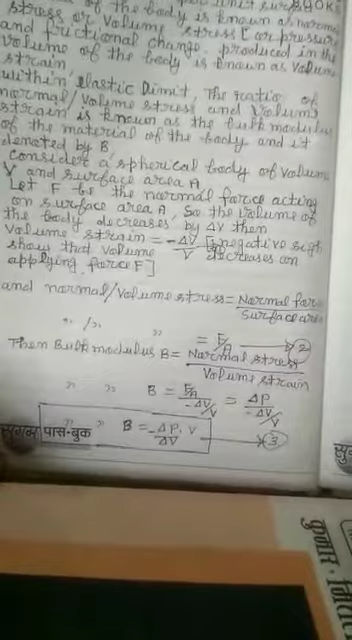 of the body is known as normal
stress or volume stress [or pressure
and frictional change produced in the
volume of the body is known as volume
strain
within elastic limit, The ratio of
normal/volume stress and volume
strain is known as the bulk modulus
of the material of the body and it
denoted by B
Consider a spherical body of volume
V and surface area A
Let F be the normal force acting
on surface area A, So the volume of
the body decreases by ΔV then
Volume strain = -ΔV/V [negative sign
show that volume decreases on
applying force F]
and normal/Volume stress = Normal force/Surface area
" /" " = F/A → 2
Then Bulk modulus B = Normal stress/Volume strain
" " B = F/A / -ΔV/V = ΔP / -ΔV/V
" " B = -ΔP.V/ΔV → 3
सुगम पास-बुक
सु
कुमार